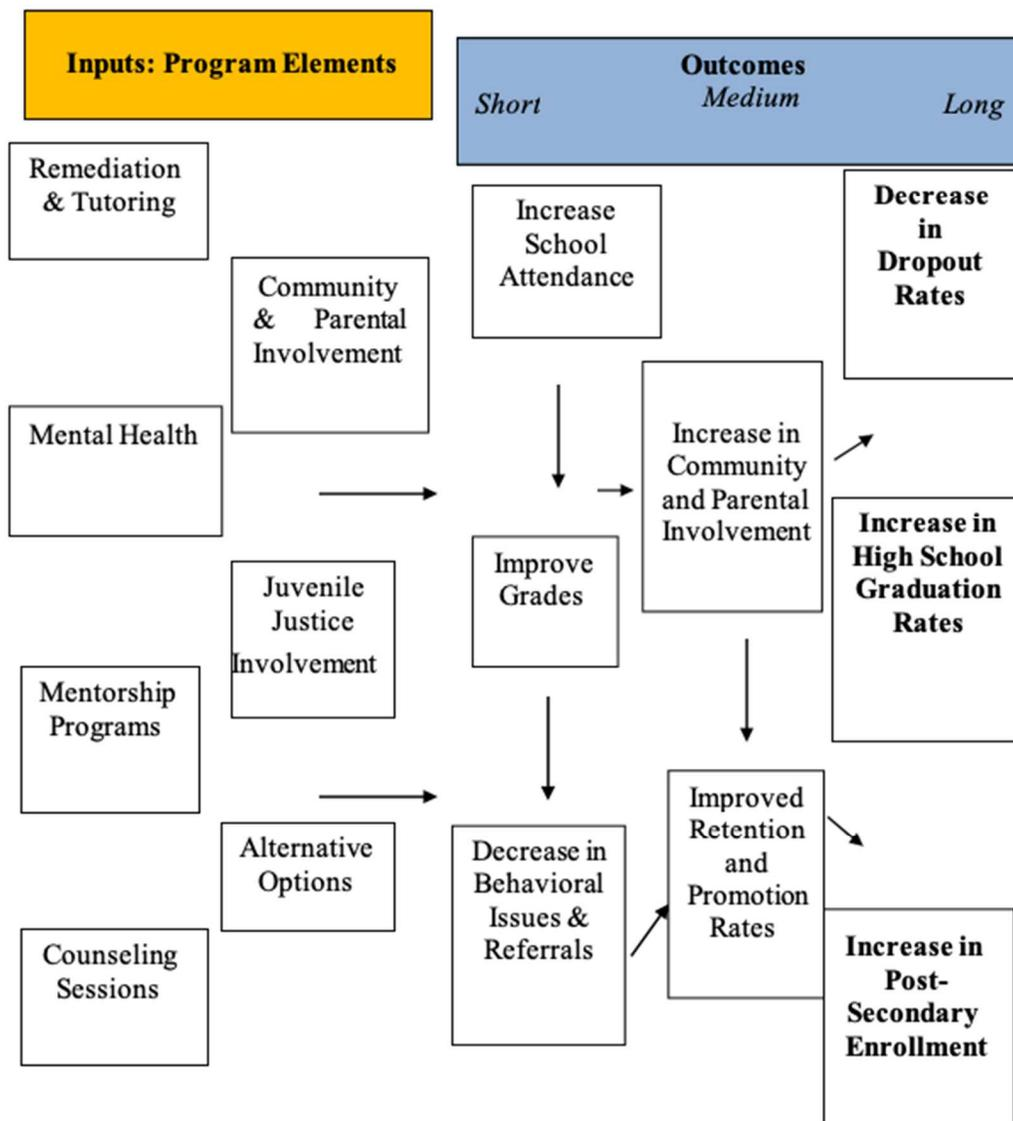 Inputs: Program Elements
Outcomes
Short
Medium
Long
Remediation
& Tutoring
Community
& Parental
Involvement
Mental Health
Juvenile
Justice
Involvement
Mentorship
Programs
Alternative
Options
Counseling
Sessions
Increase
School
Attendance
Improve
Grades
Decrease in
Behavioral
Issues &
Referrals
Increase in
Community
and Parental
Involvement
Improved
Retention
and
Promotion
Rates
Decrease
in
Dropout
Rates
Increase in
High School
Graduation
Rates
Increase in
Post-
Secondary
Enrollment